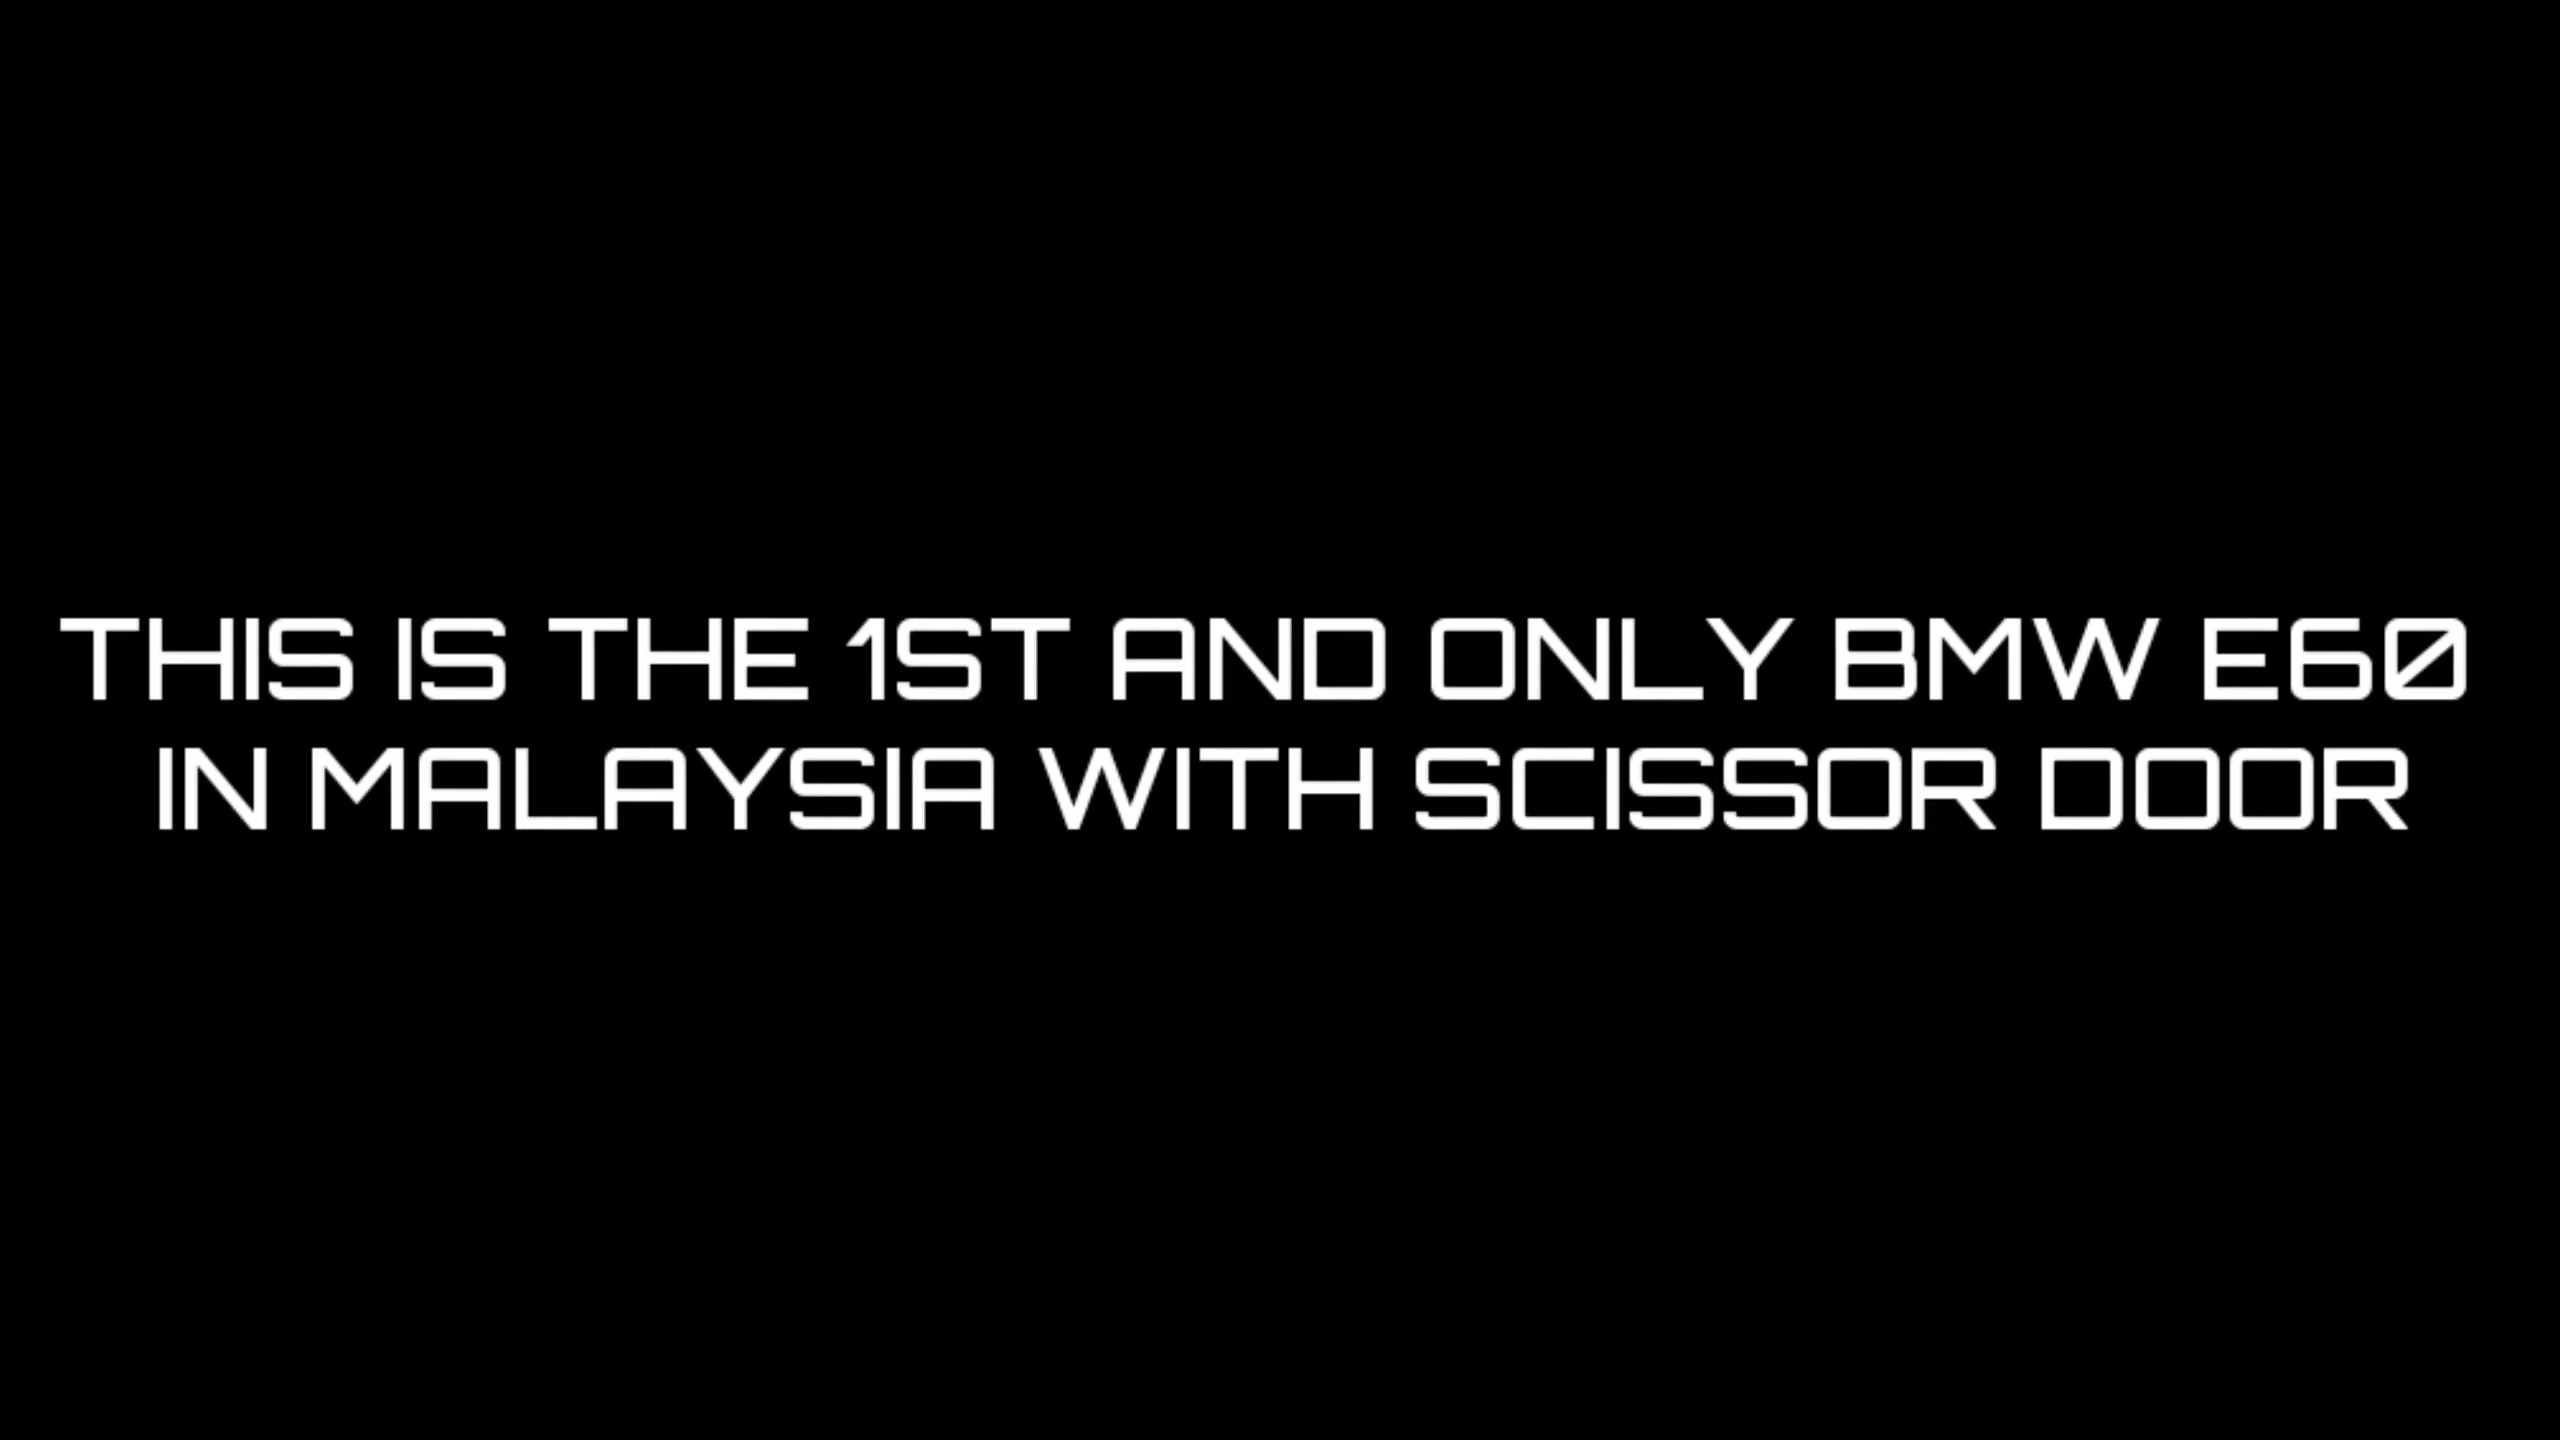 THIS IS THE 1ST AND ONLY BMW E60
IN MALAYSIA WITH SCISSOR DOOR